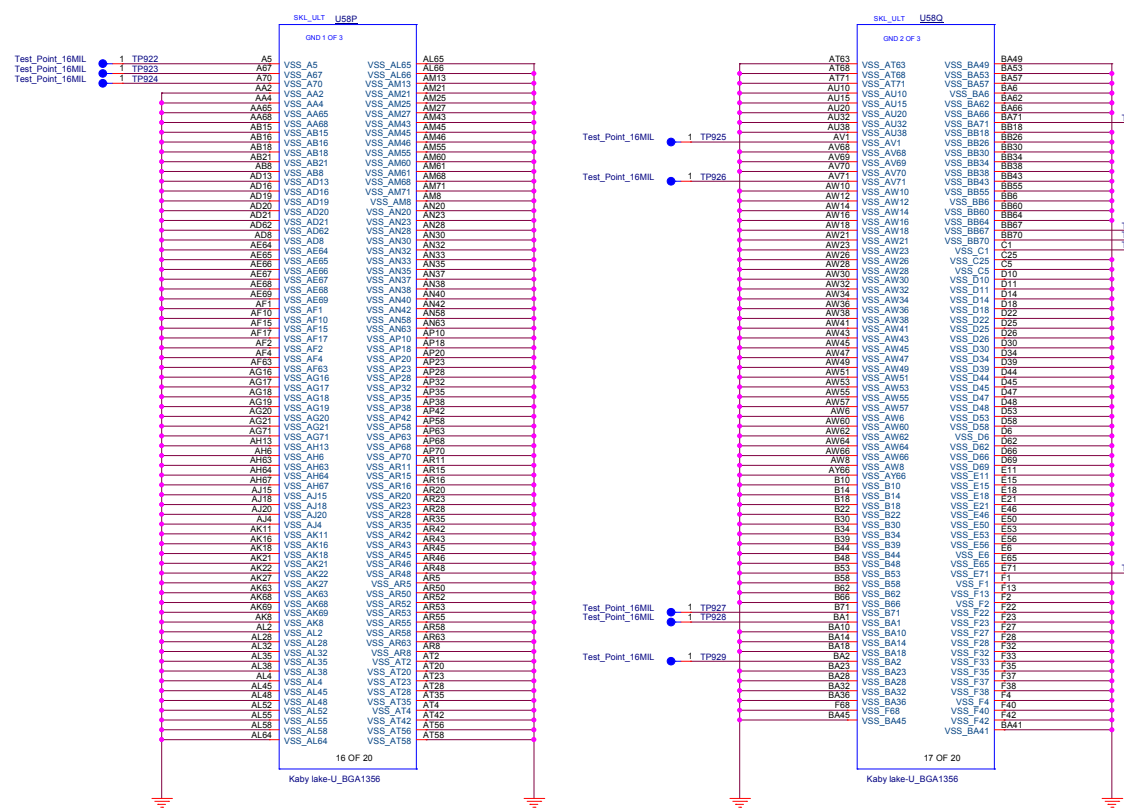 SKL_ULT U58P
GND 1 OF 3
Test_Point_16MIL 1 TP922 A5 VSS_A5 VSS_AL65 AL65
Test_Point_16MIL 1 TP923 A67 VSS_A67 VSS_AL66 AL66
Test_Point_16MIL 1 TP924 A70 VSS_A70 VSS_AM13 AM13
AA2 VSS_AA2 VSS_AM21 AM21
AA4 VSS_AA4 VSS_AM25 AM25
AA65 VSS_AA65 VSS_AM27 AM27
AA68 VSS_AA68 VSS_AM43 AM43
AB15 VSS_AB15 VSS_AM45 AM45
AB16 VSS_AB16 VSS_AM46 AM46
AB18 VSS_AB18 VSS_AM55 AM55
AB21 VSS_AB21 VSS_AM60 AM60
AB8 VSS_AB8 VSS_AM61 AM61
AD13 VSS_AD13 VSS_AM68 AM68
AD16 VSS_AD16 VSS_AM71 AM71
AD19 VSS_AD19 VSS_AM8 AM8
AD20 VSS_AD20 VSS_AN20 AN20
AD21 VSS_AD21 VSS_AN23 AN23
AD62 VSS_AD62 VSS_AN28 AN28
AD8 VSS_AD8 VSS_AN30 AN30
AE64 VSS_AE64 VSS_AN32 AN32
AE65 VSS_AE65 VSS_AN33 AN33
AE66 VSS_AE66 VSS_AN35 AN35
AE67 VSS_AE67 VSS_AN37 AN37
AE68 VSS_AE68 VSS_AN38 AN38
AE69 VSS_AE69 VSS_AN40 AN40
AF1 VSS_AF1 VSS_AN42 AN42
AF10 VSS_AF10 VSS_AN58 AN58
AF15 VSS_AF15 VSS_AN63 AN63
AF17 VSS_AF17 VSS_AP10 AP10
AF2 VSS_AF2 VSS_AP18 AP18
AF4 VSS_AF4 VSS_AP20 AP20
AF63 VSS_AF63 VSS_AP23 AP23
AG16 VSS_AG16 VSS_AP28 AP28
AG17 VSS_AG17 VSS_AP32 AP32
AG18 VSS_AG18 VSS_AP35 AP35
AG19 VSS_AG19 VSS_AP38 AP38
AG20 VSS_AG20 VSS_AP42 AP42
AG21 VSS_AG21 VSS_AP58 AP58
AG71 VSS_AG71 VSS_AP63 AP63
AH13 VSS_AH13 VSS_AP68 AP68
AH6 VSS_AH6 VSS_AP70 AP70
AH63 VSS_AH63 VSS_AR11 AR11
AH64 VSS_AH64 VSS_AR15 AR15
AH67 VSS_AH67 VSS_AR16 AR16
AJ15 VSS_AJ15 VSS_AR20 AR20
AJ18 VSS_AJ18 VSS_AR23 AR23
AJ20 VSS_AJ20 VSS_AR28 AR28
AJ4 VSS_AJ4 VSS_AR35 AR35
AK11 VSS_AK11 VSS_AR42 AR42
AK16 VSS_AK16 VSS_AR43 AR43
AK18 VSS_AK18 VSS_AR45 AR45
AK21 VSS_AK21 VSS_AR46 AR46
AK22 VSS_AK22 VSS_AR48 AR48
AK27 VSS_AK27 VSS_AR5 AR5
AK63 VSS_AK63 VSS_AR50 AR50
AK68 VSS_AK68 VSS_AR52 AR52
AK69 VSS_AK69 VSS_AR53 AR53
AK8 VSS_AK8 VSS_AR55 AR55
AL2 VSS_AL2 VSS_AR58 AR58
AL28 VSS_AL28 VSS_AR63 AR63
AL32 VSS_AL32 VSS_AR8 AR8
AL35 VSS_AL35 VSS_AT2 AT2
AL38 VSS_AL38 VSS_AT20 AT20
AL4 VSS_AL4 VSS_AT23 AT23
AL45 VSS_AL45 VSS_AT28 AT28
AL48 VSS_AL48 VSS_AT35 AT35
AL52 VSS_AL52 VSS_AT4 AT4
AL55 VSS_AL55 VSS_AT42 AT42
AL58 VSS_AL58 VSS_AT56 AT56
AL64 VSS_AL64 VSS_AT58 AT58
16 OF 20
Kaby lake-U_BGA1356
SKL_ULT U58Q
GND 2 OF 3
AT63 VSS_AT63 VSS_BA49 BA49
AT68 VSS_AT68 VSS_BA53 BA53
AT71 VSS_AT71 VSS_BA57 BA57
AU10 VSS_AU10 VSS_BA6 BA6
AU15 VSS_AU15 VSS_BA62 BA62
AU20 VSS_AU20 VSS_BA66 BA66
AU32 VSS_AU32 VSS_BA71 BA71
AU38 VSS_AU38 VSS_BB18 BB18
Test_Point_16MIL 1 TP925 AV1 VSS_AV1 VSS_BB26 BB26
AV68 VSS_AV68 VSS_BB30 BB30
AV69 VSS_AV69 VSS_BB34 BB34
AV70 VSS_AV70 VSS_BB38 BB38
Test_Point_16MIL 1 TP926 AV71 VSS_AV71 VSS_BB43 BB43
AW10 VSS_AW10 VSS_BB55 BB55
AW12 VSS_AW12 VSS_BB6 BB6
AW14 VSS_AW14 VSS_BB60 BB60
AW16 VSS_AW16 VSS_BB64 BB64
AW18 VSS_AW18 VSS_BB67 BB67
AW21 VSS_AW21 VSS_BB70 BB70
AW23 VSS_AW23 VSS_C1 C1
AW26 VSS_AW26 VSS_C25 C25
AW28 VSS_AW28 VSS_C5 C5
AW30 VSS_AW30 VSS_D10 D10
AW32 VSS_AW32 VSS_D11 D11
AW34 VSS_AW34 VSS_D14 D14
AW36 VSS_AW36 VSS_D18 D18
AW38 VSS_AW38 VSS_D22 D22
AW41 VSS_AW41 VSS_D25 D25
AW43 VSS_AW43 VSS_D26 D26
AW45 VSS_AW45 VSS_D30 D30
AW47 VSS_AW47 VSS_D34 D34
AW49 VSS_AW49 VSS_D39 D39
AW51 VSS_AW51 VSS_D44 D44
AW53 VSS_AW53 VSS_D45 D45
AW55 VSS_AW55 VSS_D47 D47
AW57 VSS_AW57 VSS_D48 D48
AW6 VSS_AW6 VSS_D53 D53
AW60 VSS_AW60 VSS_D58 D58
AW62 VSS_AW62 VSS_D6 D6
AW64 VSS_AW64 VSS_D62 D62
AW66 VSS_AW66 VSS_D66 D66
AW8 VSS_AW8 VSS_D69 D69
AY66 VSS_AY66 VSS_E11 E11
B10 VSS_B10 VSS_E15 E15
B14 VSS_B14 VSS_E18 E18
B18 VSS_B18 VSS_E21 E21
B22 VSS_B22 VSS_E46 E46
B30 VSS_B30 VSS_E50 E50
B34 VSS_B34 VSS_E53 E53
B39 VSS_B39 VSS_E56 E56
B44 VSS_B44 VSS_E6 E6
B48 VSS_B48 VSS_E65 E65
B53 VSS_B53 VSS_E71 E71
B58 VSS_B58 VSS_F1 F1
B62 VSS_B62 VSS_F13 F13
B66 VSS_B66 VSS_F2 F2
Test_Point_16MIL 1 TP927 B71 VSS_B71 VSS_F22 F22
Test_Point_16MIL 1 TP928 BA1 VSS_BA1 VSS_F23 F23
BA10 VSS_BA10 VSS_F27 F27
BA14 VSS_BA14 VSS_F28 F28
BA18 VSS_BA18 VSS_F32 F32
Test_Point_16MIL 1 TP929 BA2 VSS_BA2 VSS_F33 F33
BA23 VSS_BA23 VSS_F35 F35
BA28 VSS_BA28 VSS_F37 F37
BA32 VSS_BA32 VSS_F38 F38
BA36 VSS_BA36 VSS_F4 F4
F68 VSS_F68 VSS_F40 F40
BA45 VSS_BA45 VSS_F42 F42
VSS_BA41 BA41
17 OF 20
Kaby lake-U_BGA1356